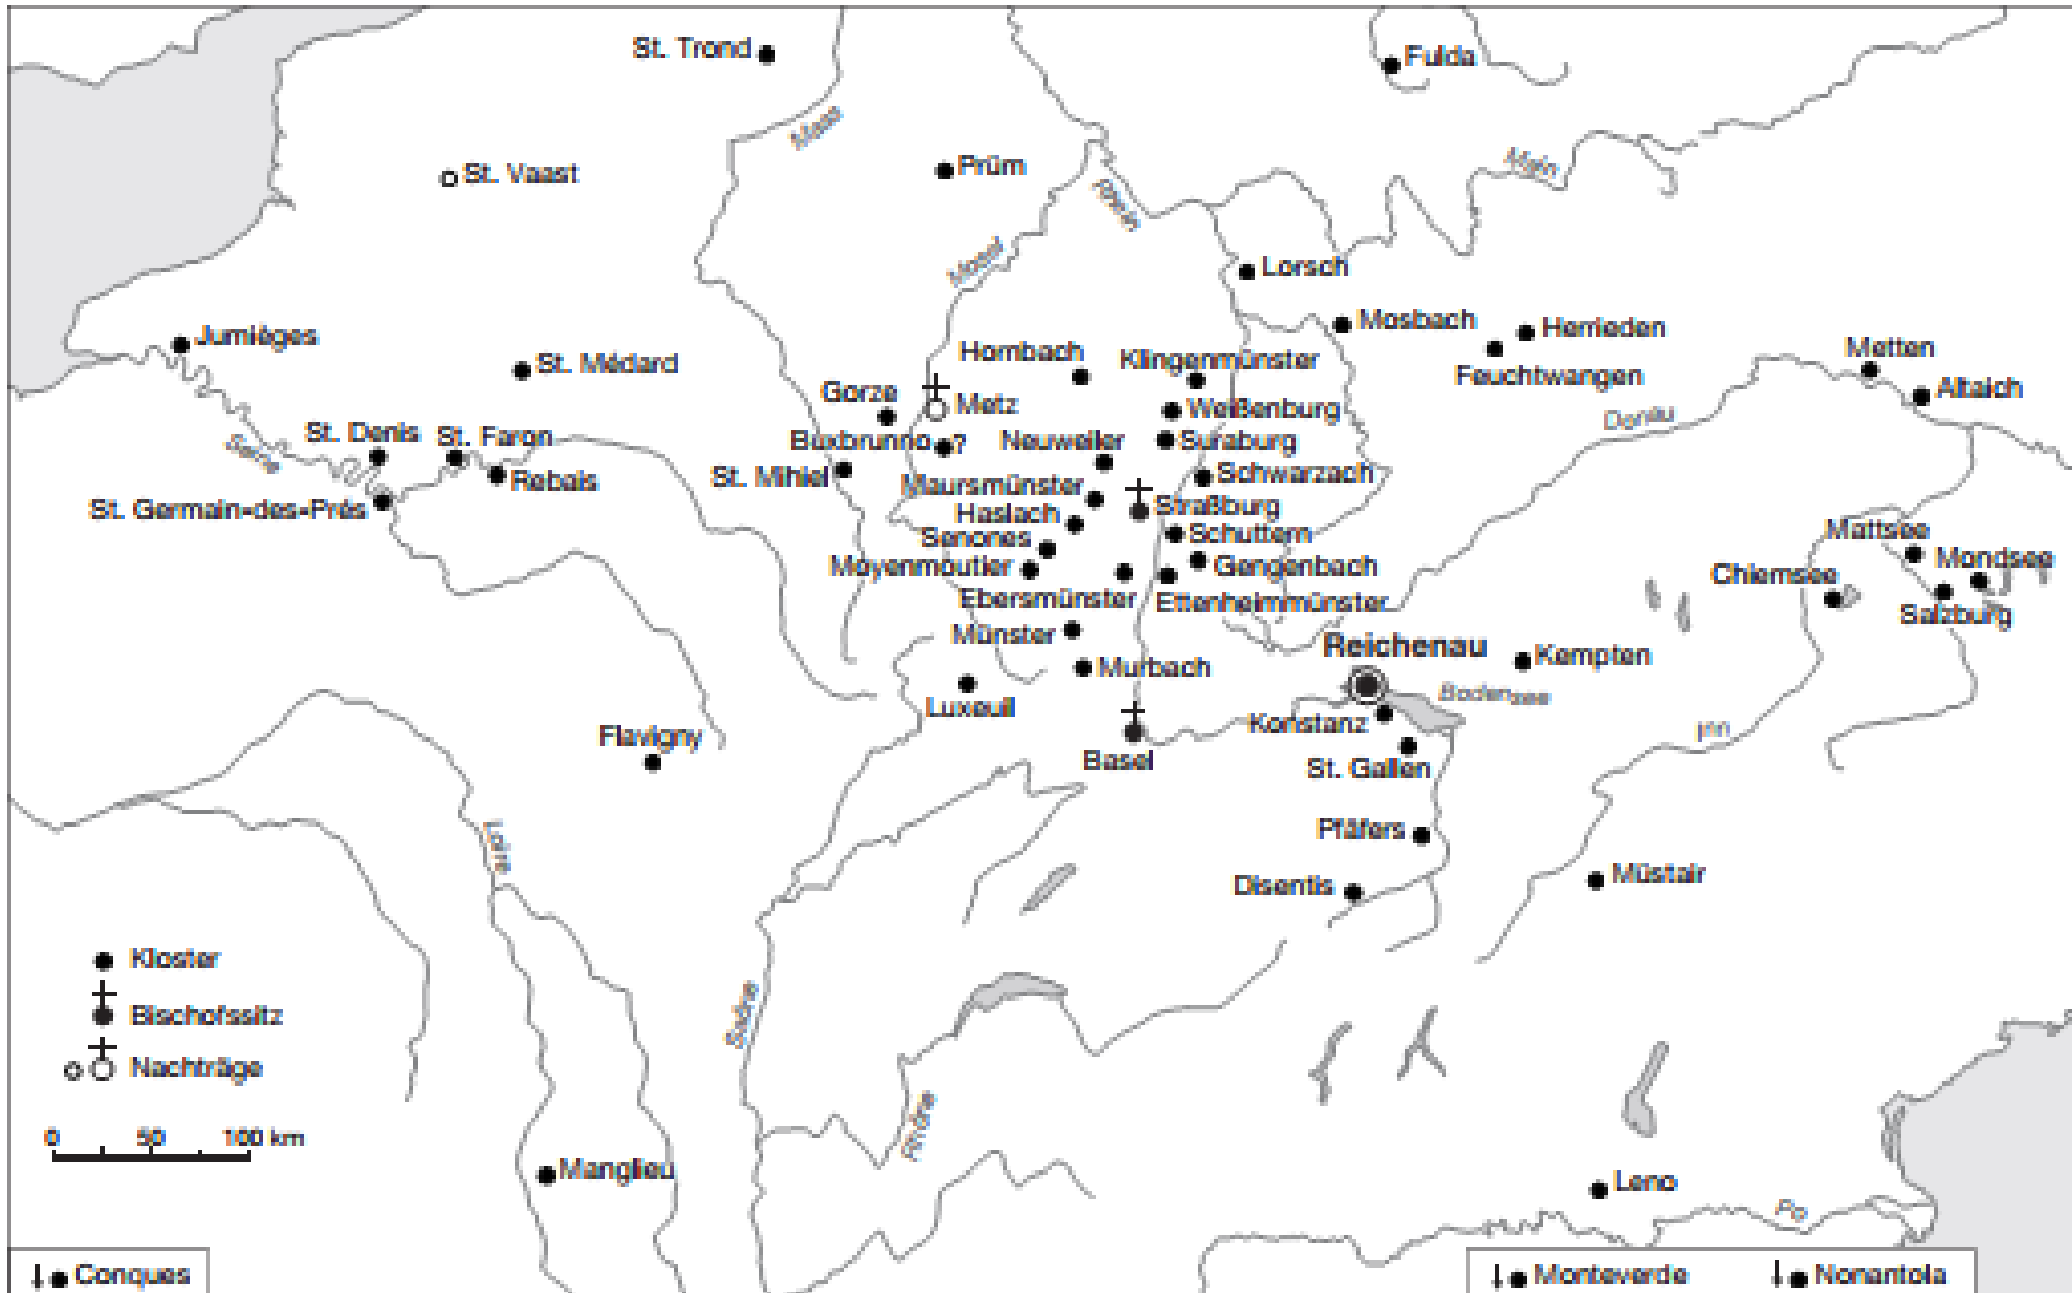 St. Trond
Fulda
Maas
St. Vaast
Prüm
Main
Rhein
Mosel
Lorsch
Jumièges
Mosbach
Herrieden
Hornbach
Klingenmünster
Metten
St. Médard
Feuchtwangen
Gorze
Metz
Altaich
Weißenburg
Donau
St. Denis
St. Faron
Buxbrunno ?
Neuweiler
Suraburg
Seine
Rebais
St. Mihiel
Schwarzach
Maursmünster
St. Germain-des-Prés
Haslach
Straßburg
Senones
Schuttern
Mattsee
Moyenmoutier
Gengenbach
Mondsee
Chiemsee
Ebersmünster
Ettenheimmünster
Salzburg
Münster
Reichenau
Kempten
Murbach
Bodensee
Luxeuil
Konstanz
Flavigny
Inn
Basel
St. Gallen
Loire
Pfäfers
Disentis
Müstair
Kloster
Bischofssitz
Nachträge
Saône
Rhône
0 50 100 km
Manglieu
Leno
Po
Conques
Monteverde
Nonantola